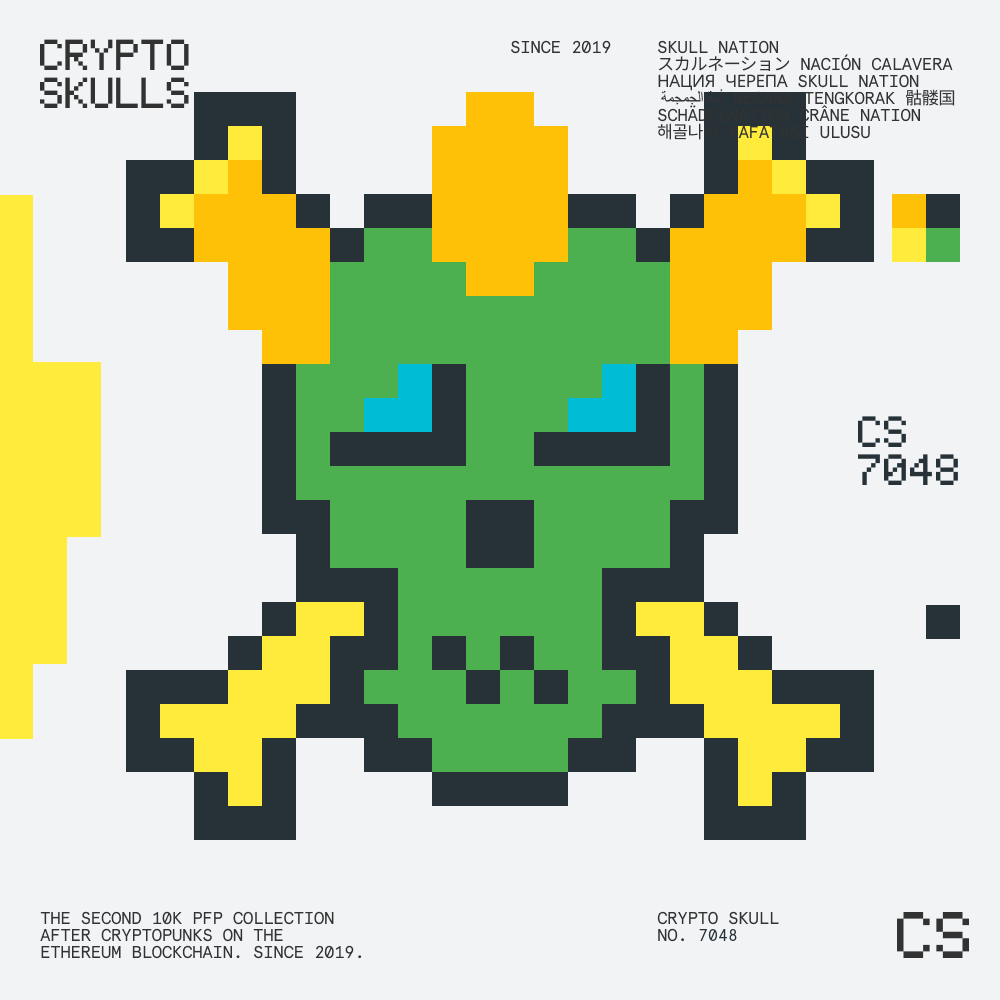 CRYPTO
SKULLS
SINCE 2019
SKULL NATION
スカルネーション NACIÓN CALAVERA
НАЦИЯ ЧЕРЕПА SKULL NATION
TENGKORAK 骷髅国
CRÂNE NATION
ULUSU
CS
7048
THE SECOND 10K PFP COLLECTION
AFTER CRYPTOPUNKS ON THE
ETHEREUM BLOCKCHAIN. SINCE 2019.
CRYPTO SKULL
NO. 7048
CS